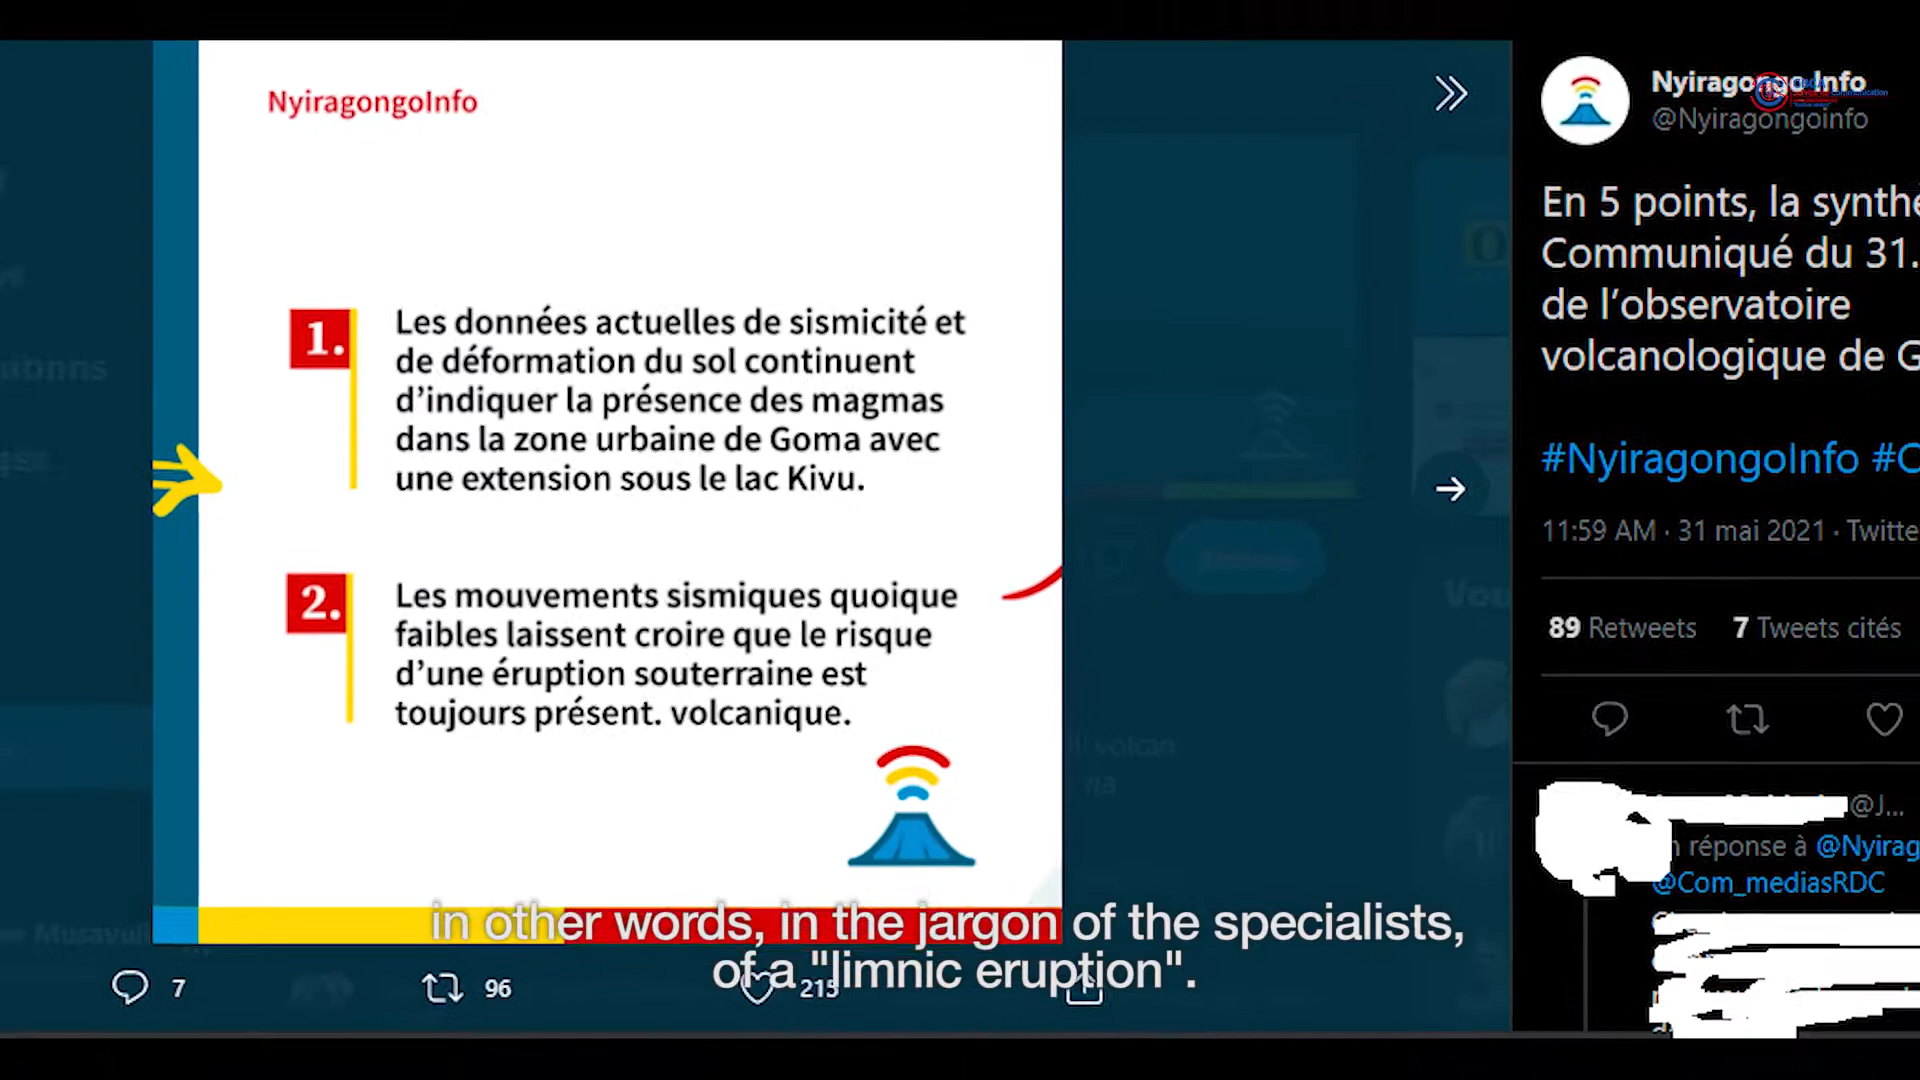 NyiragongoInfo
1.
Les données actuelles de sismicité et
de déformation du sol continuent
d’indiquer la présence des magmas
dans la zone urbaine de Goma avec
une extension sous le lac Kivu.
2.
Les mouvements sismiques quoique
faibles laissent croire que le risque
d’une éruption souterraine est
toujours présent. volcanique.
in other words, in the jargon of the specialists,
of a "limnic eruption".
7
96
215
Nyiragongo Info
@Nyiragongoinfo
En 5 points, la synthè
Communiqué du 31.
de l’observatoire
volcanologique de G
#NyiragongoInfo #C
11:59 AM · 31 mai 2021 · Twitte
89 Retweets 7 Tweets cités
@J...
n réponse à @Nyirag
@Com_mediasRDC